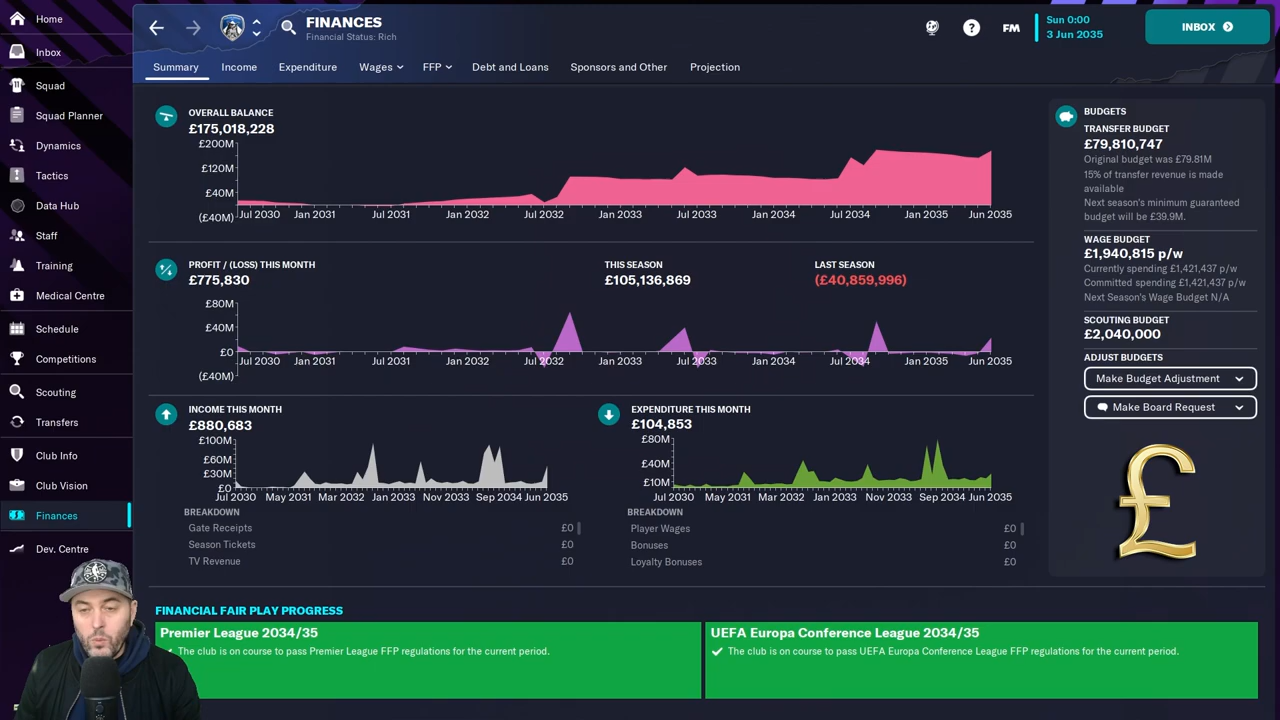 Home
Inbox
Squad
Squad Planner
Dynamics
Tactics
Data Hub
Staff
Training
Medical Centre
Schedule
Competitions
Scouting
Transfers
Club Info
Club Vision
Finances
Dev. Centre
FINANCES
Financial Status: Rich
FM
Sun 0:00
3 Jun 2035
INBOX
Summary
Income
Expenditure
Wages
FFP
Debt and Loans
Sponsors and Other
Projection
OVERALL BALANCE
£175,018,228
£200M
£120M
£40M
(£40M)
Jul 2030 Jan 2031 Jul 2031 Jan 2032 Jul 2032 Jan 2033 Jul 2033 Jan 2034 Jul 2034 Jan 2035 Jun 2035
PROFIT / (LOSS) THIS MONTH
£775,830
THIS SEASON
£105,136,869
LAST SEASON
(£40,859,996)
£80M
£40M
£0
(£40M)
Jul 2030 Jan 2031 Jul 2031 Jan 2032 Jul 2032 Jan 2033 Jul 2033 Jan 2034 Jul 2034 Jan 2035 Jun 2035
INCOME THIS MONTH
£880,683
£100M
£60M
£30M
£0
Jul 2030 May 2031 Mar 2032 Jan 2033 Nov 2033 Sep 2034 Jun 2035
BREAKDOWN
Gate Receipts £0
Season Tickets £0
TV Revenue £0
EXPENDITURE THIS MONTH
£104,853
£80M
£40M
£10M
Jul 2030 May 2031 Mar 2032 Jan 2033 Nov 2033 Sep 2034 Jun 2035
BREAKDOWN
Player Wages £0
Bonuses £0
Loyalty Bonuses £0
BUDGETS
TRANSFER BUDGET
£79,810,747
Original budget was £79.81M
15% of transfer revenue is made
available
Next season's minimum guaranteed
budget will be £39.9M.
WAGE BUDGET
£1,940,815 p/w
Currently spending £1,421,437 p/w
Committed spending £1,421,437 p/w
Next Season's Wage Budget N/A
SCOUTING BUDGET
£2,040,000
ADJUST BUDGETS
Make Budget Adjustment
Make Board Request
£
FINANCIAL FAIR PLAY PROGRESS
Premier League 2034/35
The club is on course to pass Premier League FFP regulations for the current period.
UEFA Europa Conference League 2034/35
The club is on course to pass UEFA Europa Conference League FFP regulations for the current period.